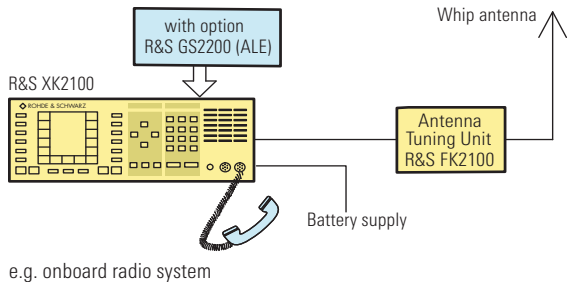 with option
R&S GS2200 (ALE)
Whip antenna
R&S XK2100
ROHDE & SCHWARZ
Antenna
Tuning Unit
R&S FK2100
Battery supply
e.g. onboard radio system